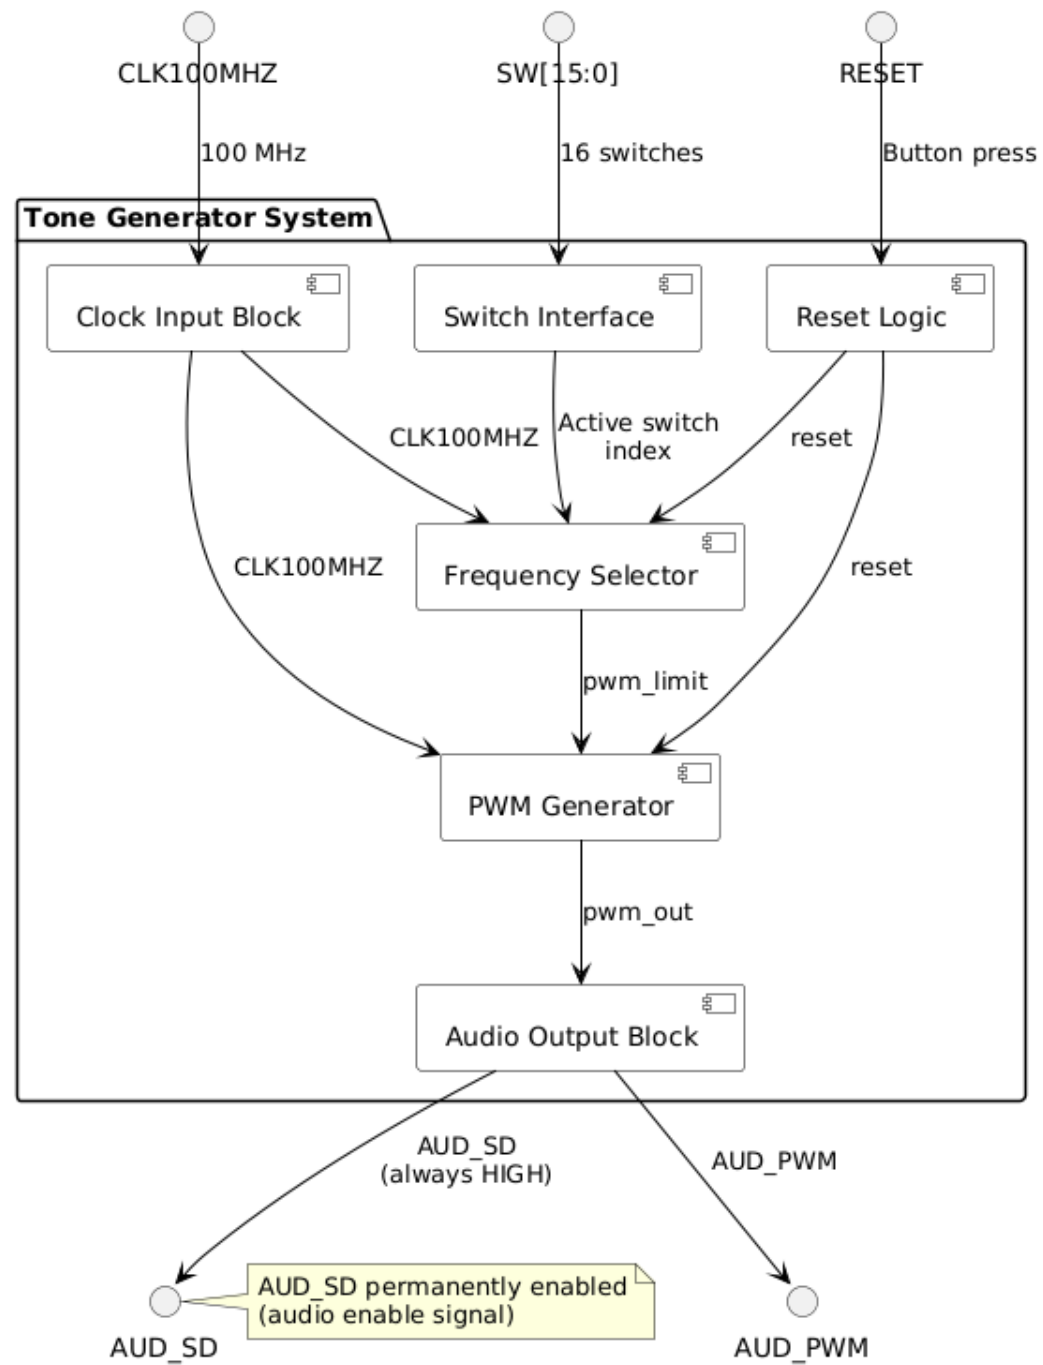 CLK100MHZ
SW[15:0]
RESET
100 MHz
16 switches
Button press
Tone Generator System
Clock Input Block
Switch Interface
Reset Logic
CLK100MHZ
Active switch
index
reset
CLK100MHZ
Frequency Selector
reset
pwm_limit
PWM Generator
pwm_out
Audio Output Block
AUD_SD
(always HIGH)
AUD_PWM
AUD_SD permanently enabled
(audio enable signal)
AUD_SD
AUD_PWM